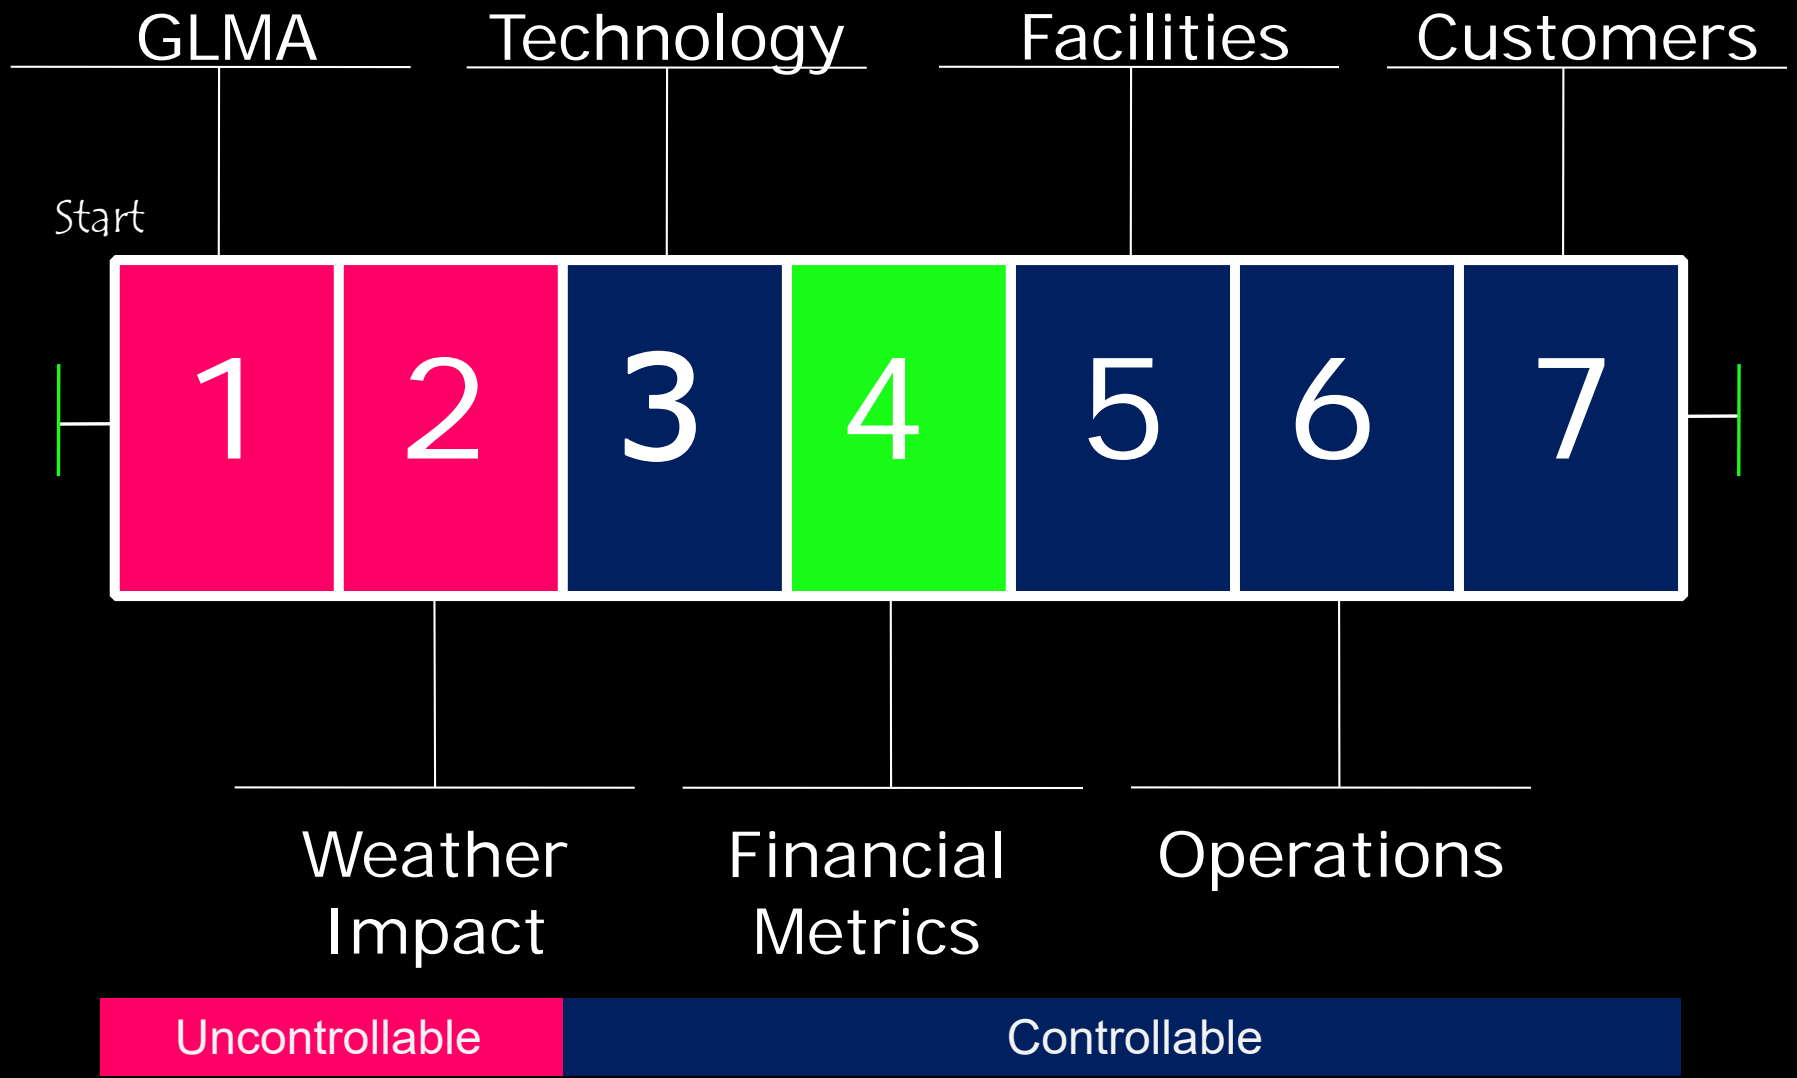 GLMA
Technology
Facilities
Customers
Start
1
2
3
4
5
6
7
Weather
Impact
Financial
Metrics
Operations
Uncontrollable
Controllable